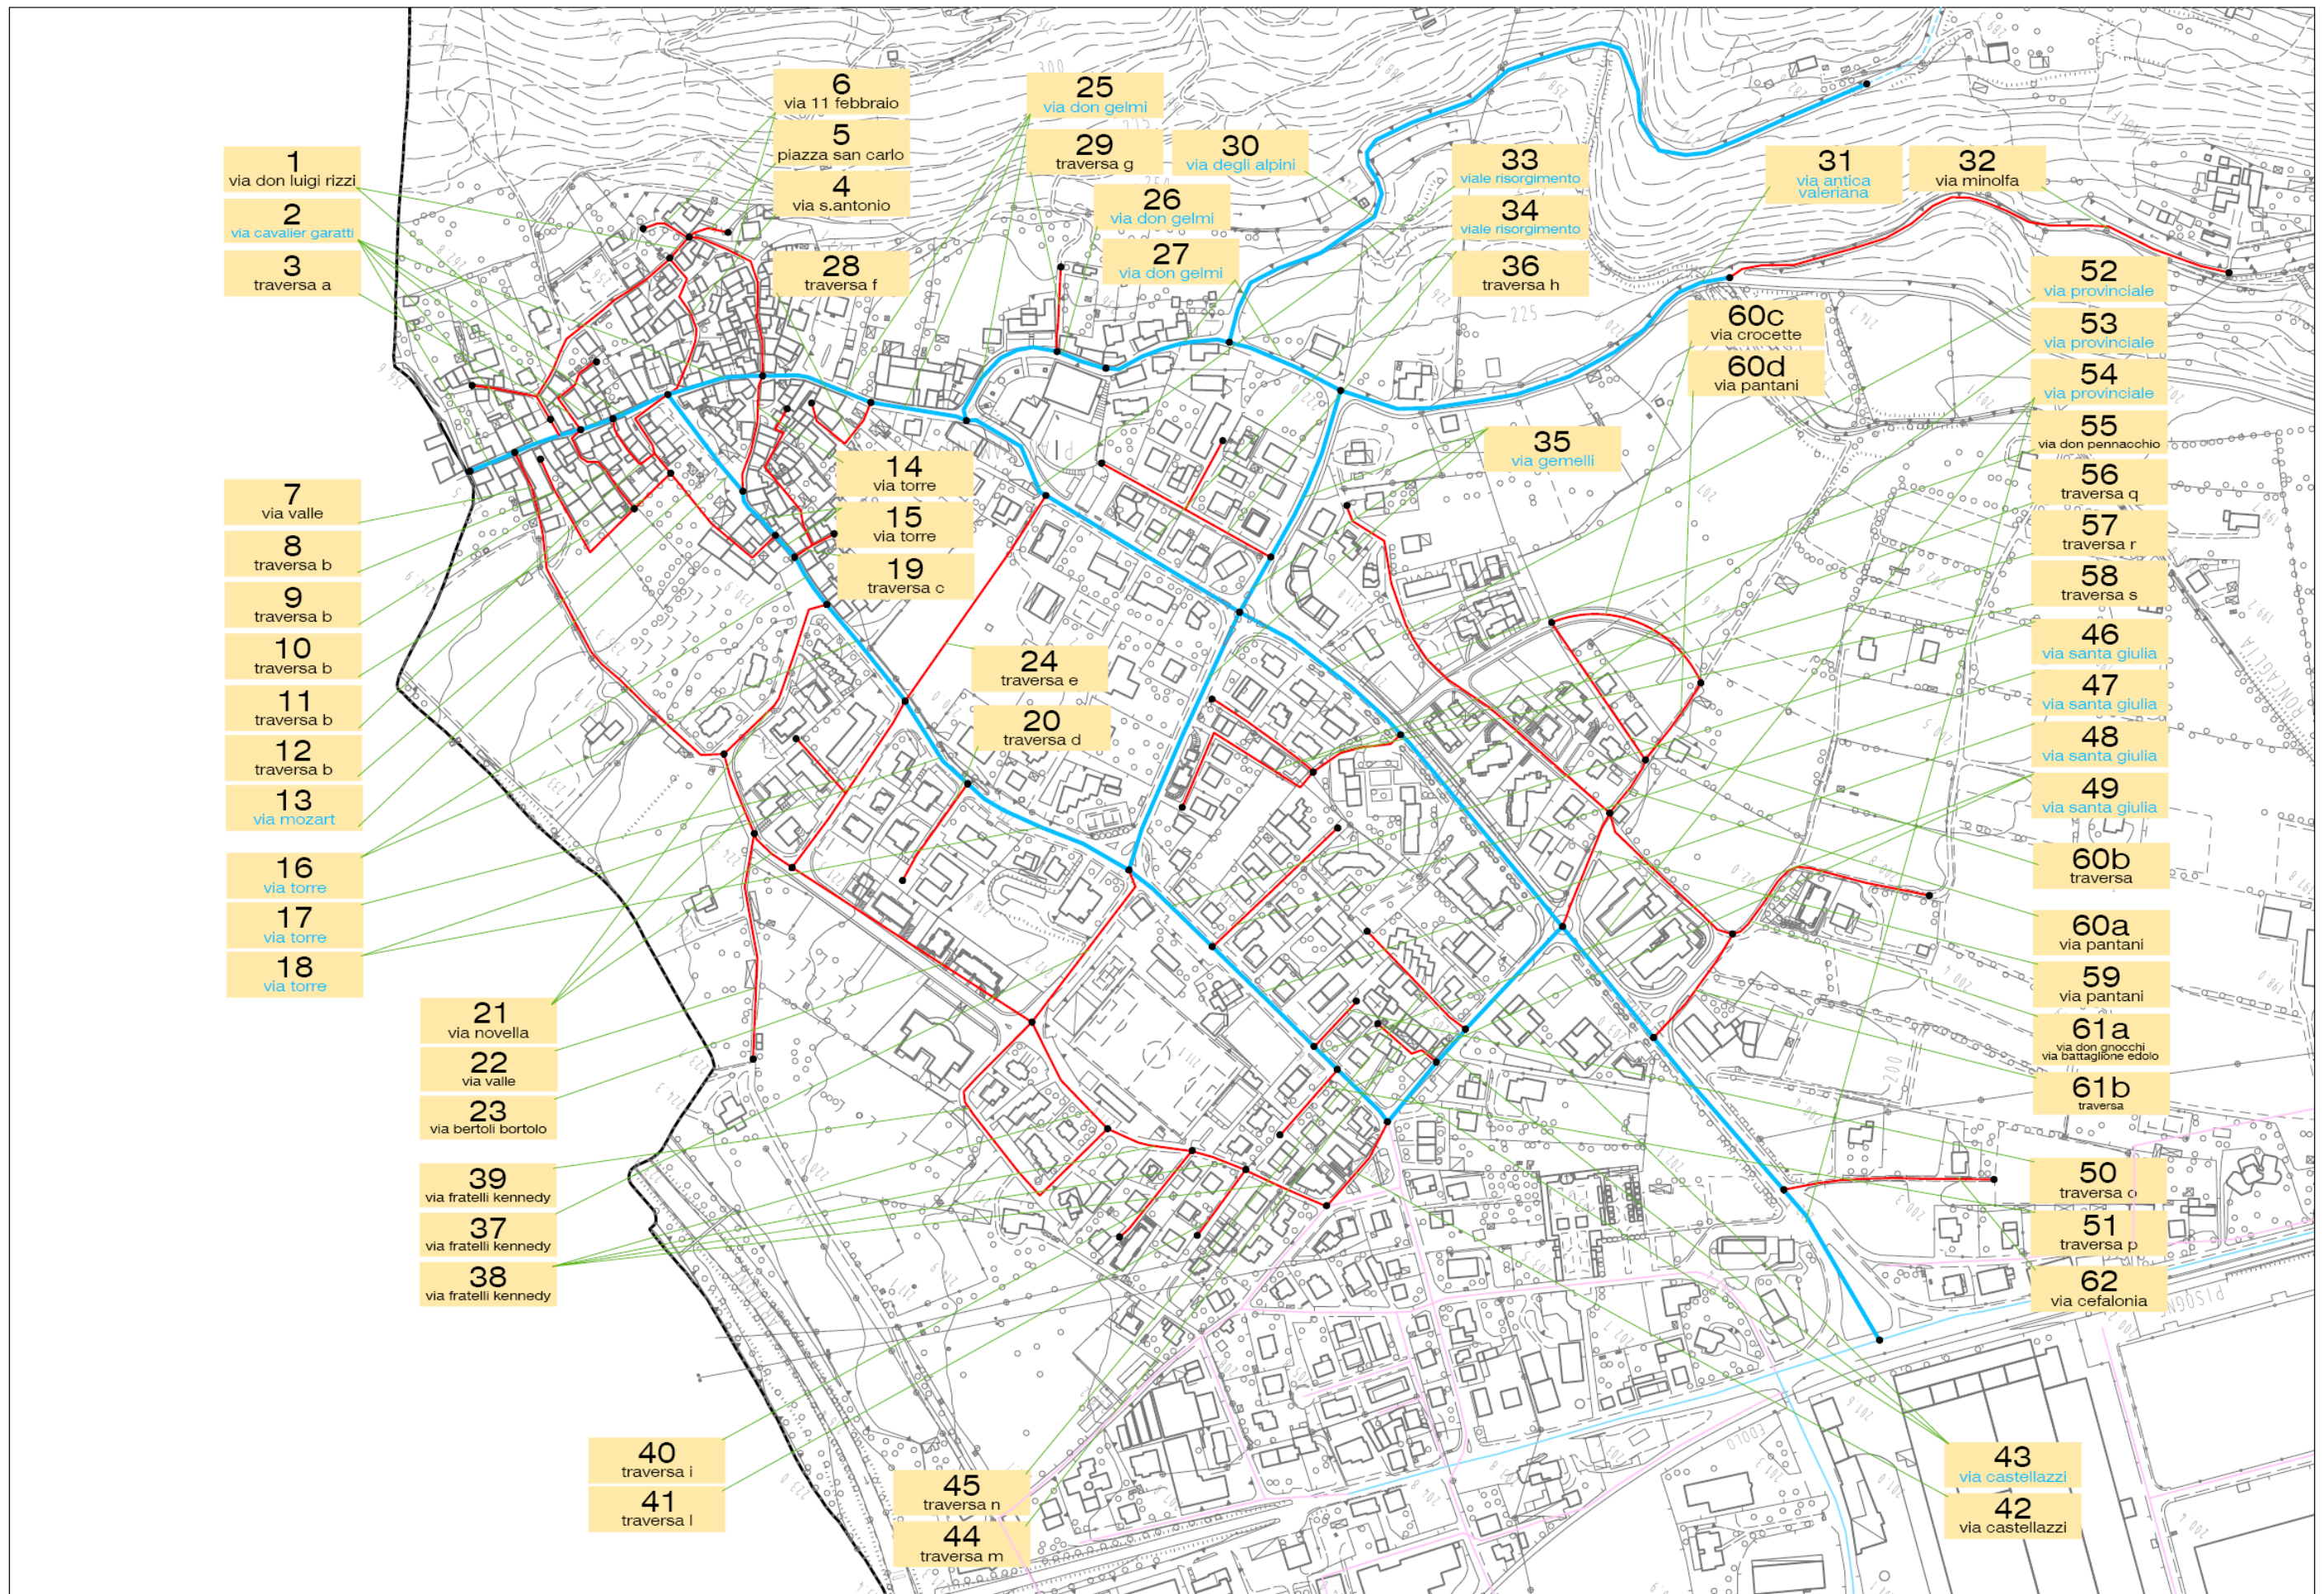 6
via 11 febbraio
5
piazza san carlo
4
via s.antonio
25
via don gelmi
29
traversa g
30
via degli alpini
26
via don gelmi
27
via don gelmi
28
traversa f
33
viale risorgimento
34
viale risorgimento
36
traversa h
31
via antica
valeriana
32
via minolfa
1
via don luigi rizzi
2
via cavalier garatti
3
traversa a
52
via provinciale
53
via provinciale
54
via provinciale
55
via don pennacchio
56
traversa q
57
traversa r
58
traversa s
46
via santa giulia
47
via santa giulia
48
via santa giulia
49
via santa giulia
60c
via crocette
60d
via pantani
35
via gemelli
14
via torre
15
via torre
19
traversa c
7
via valle
8
traversa b
9
traversa b
10
traversa b
11
traversa b
12
traversa b
13
via mozart
16
via torre
17
via torre
18
via torre
24
traversa e
20
traversa d
60b
traversa
60a
via pantani
59
via pantani
61a
via don gnocchi
via battaglione edolo
61b
traversa
21
via novella
22
via valle
23
via bertoli bortolo
39
via fratelli kennedy
37
via fratelli kennedy
38
via fratelli kennedy
50
traversa o
51
traversa p
62
via cefalonia
40
traversa i
41
traversa l
45
traversa n
44
traversa m
43
via castellazzi
42
via castellazzi
300
225
RONCAGLIA
EDOLO